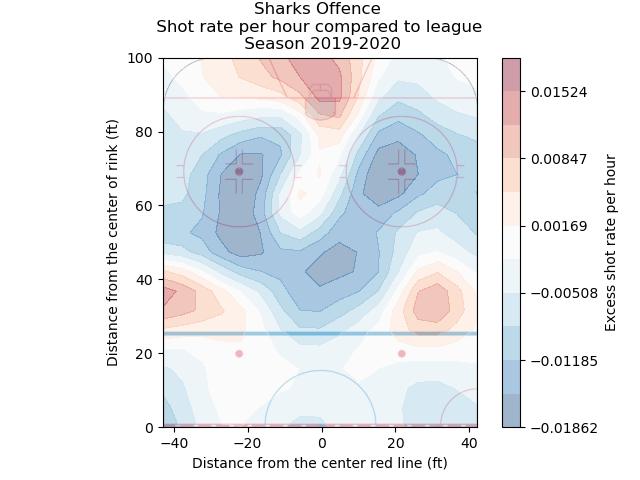 Sharks Offence
Shot rate per hour compared to league
Season 2019-2020
100
80
60
40
20
0
−40
−20
0
20
40
Distance from the center of rink (ft)
Distance from the center red line (ft)
0.01524
0.00847
0.00169
−0.00508
−0.01185
−0.01862
Excess shot rate per hour